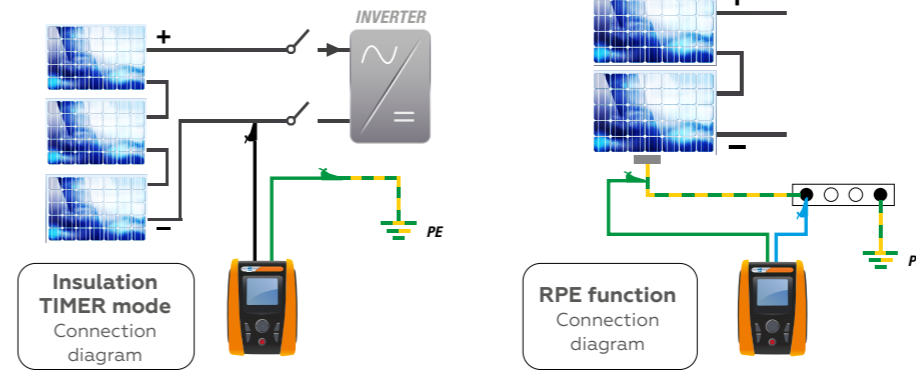 INVERTER
+
–
PE
Insulation
TIMER mode
Connection
diagram
+
–
P
RPE function
Connection
diagram